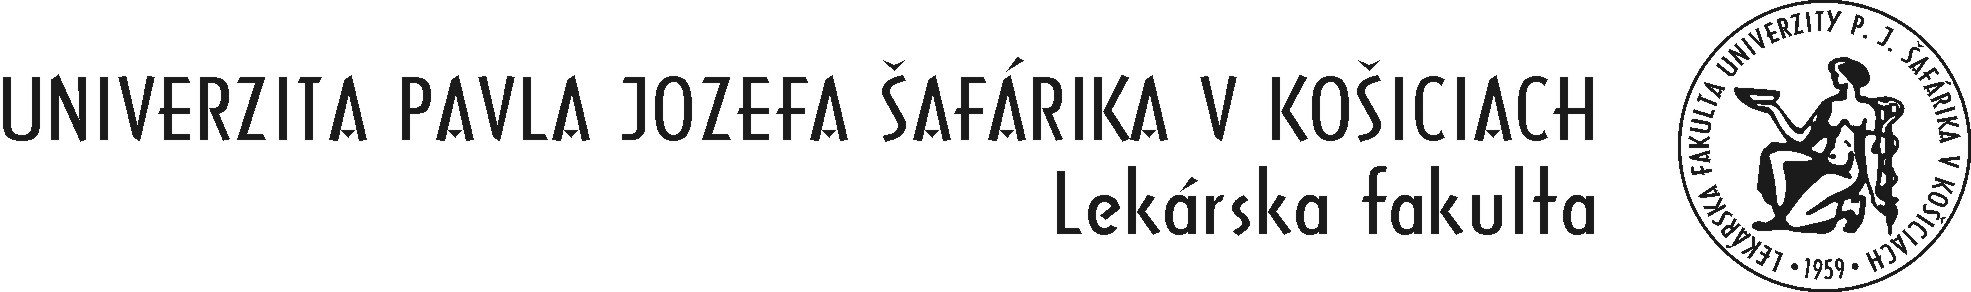 UNIVERZITA PAVLA JOZEFA ŠAFÁRIKA V KOŠICIACH
Lekárska fakulta
LEKÁRSKA FAKULTA UNIVERZITY P. J. ŠAFÁRIKA V KOŠICIACH
• 1959 •